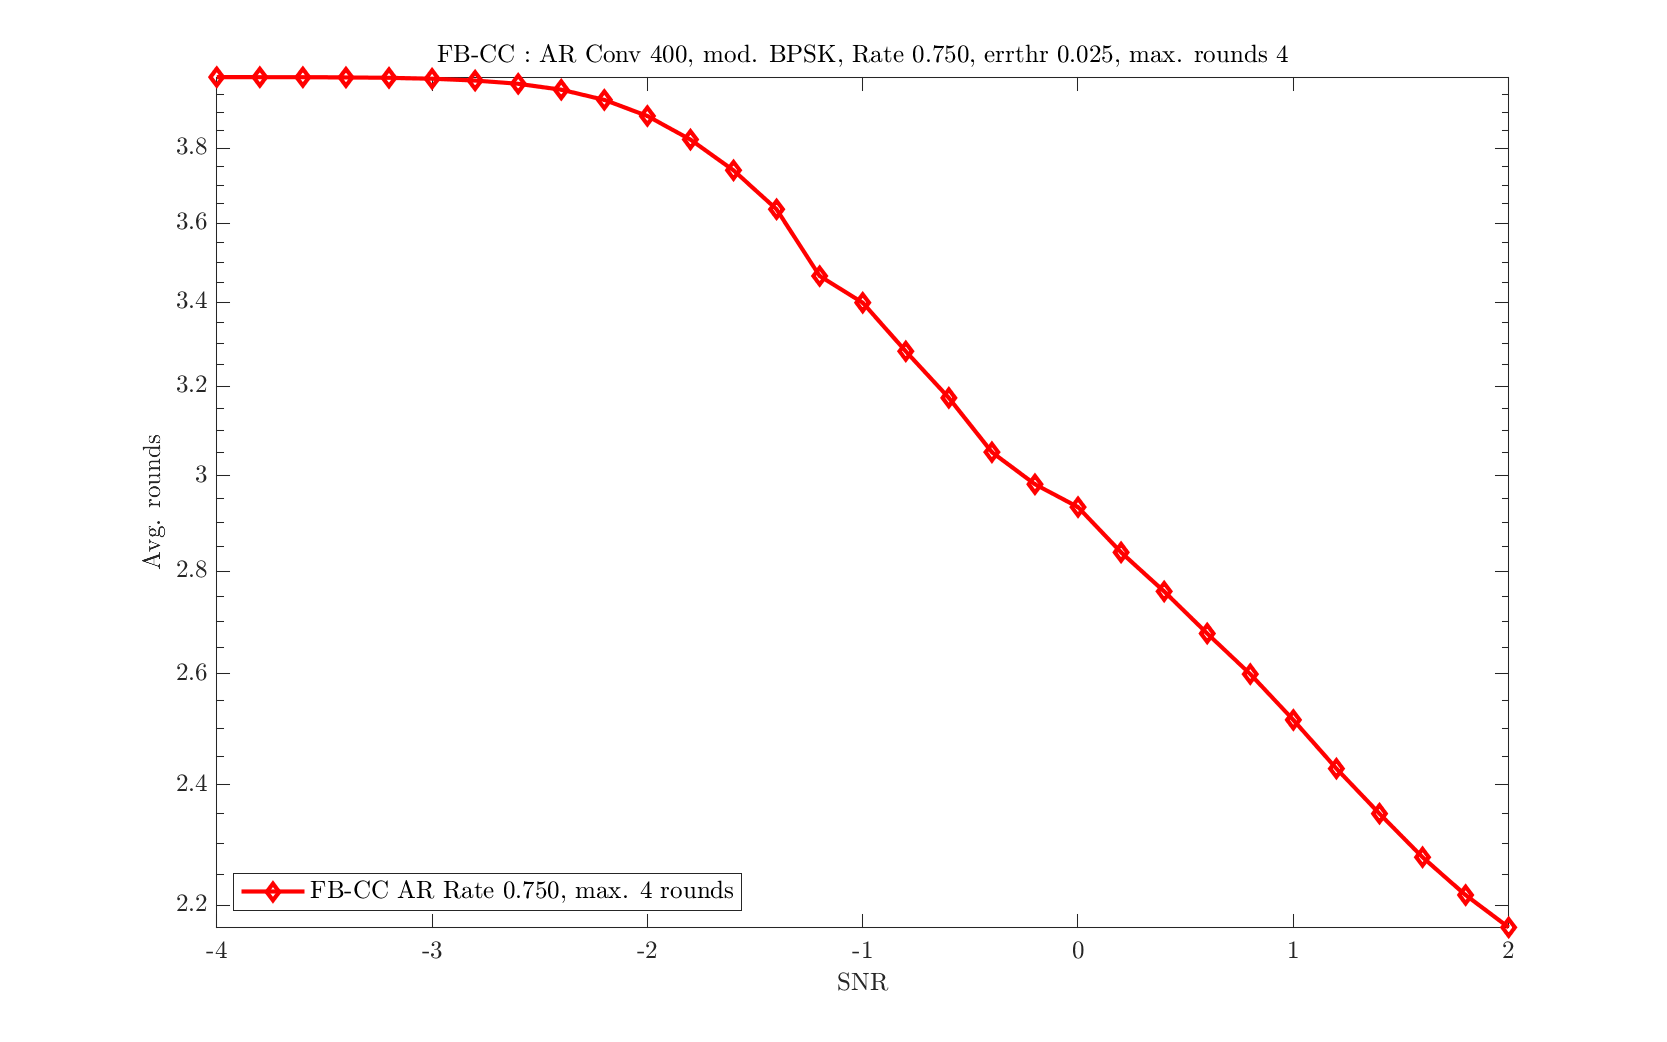 FB-CC : AR Conv 400, mod. BPSK, Rate 0.750, errthr 0.025, max. rounds 4
3.8
3.6
3.4
3.2
3
2.8
2.6
2.4
2.2
Avg. rounds
FB-CC AR Rate 0.750, max. 4 rounds
-4 -3 -2 -1 0 1 2
SNR